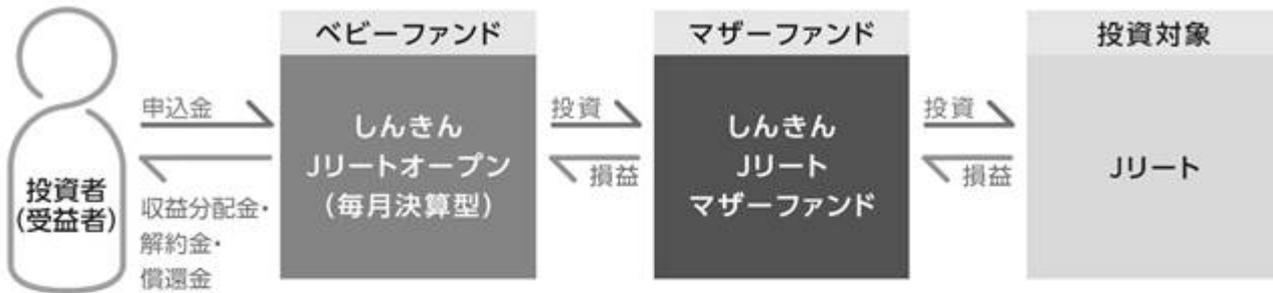 ベビーファンド
マザーファンド
投資対象
申込金
投資
投資
しんきん
Jリートオープン
(毎月決算型)
しんきん
Jリート
マザーファンド
Jリート
損益
損益
投資者
(受益者)
収益分配金・
解約金・
償還金